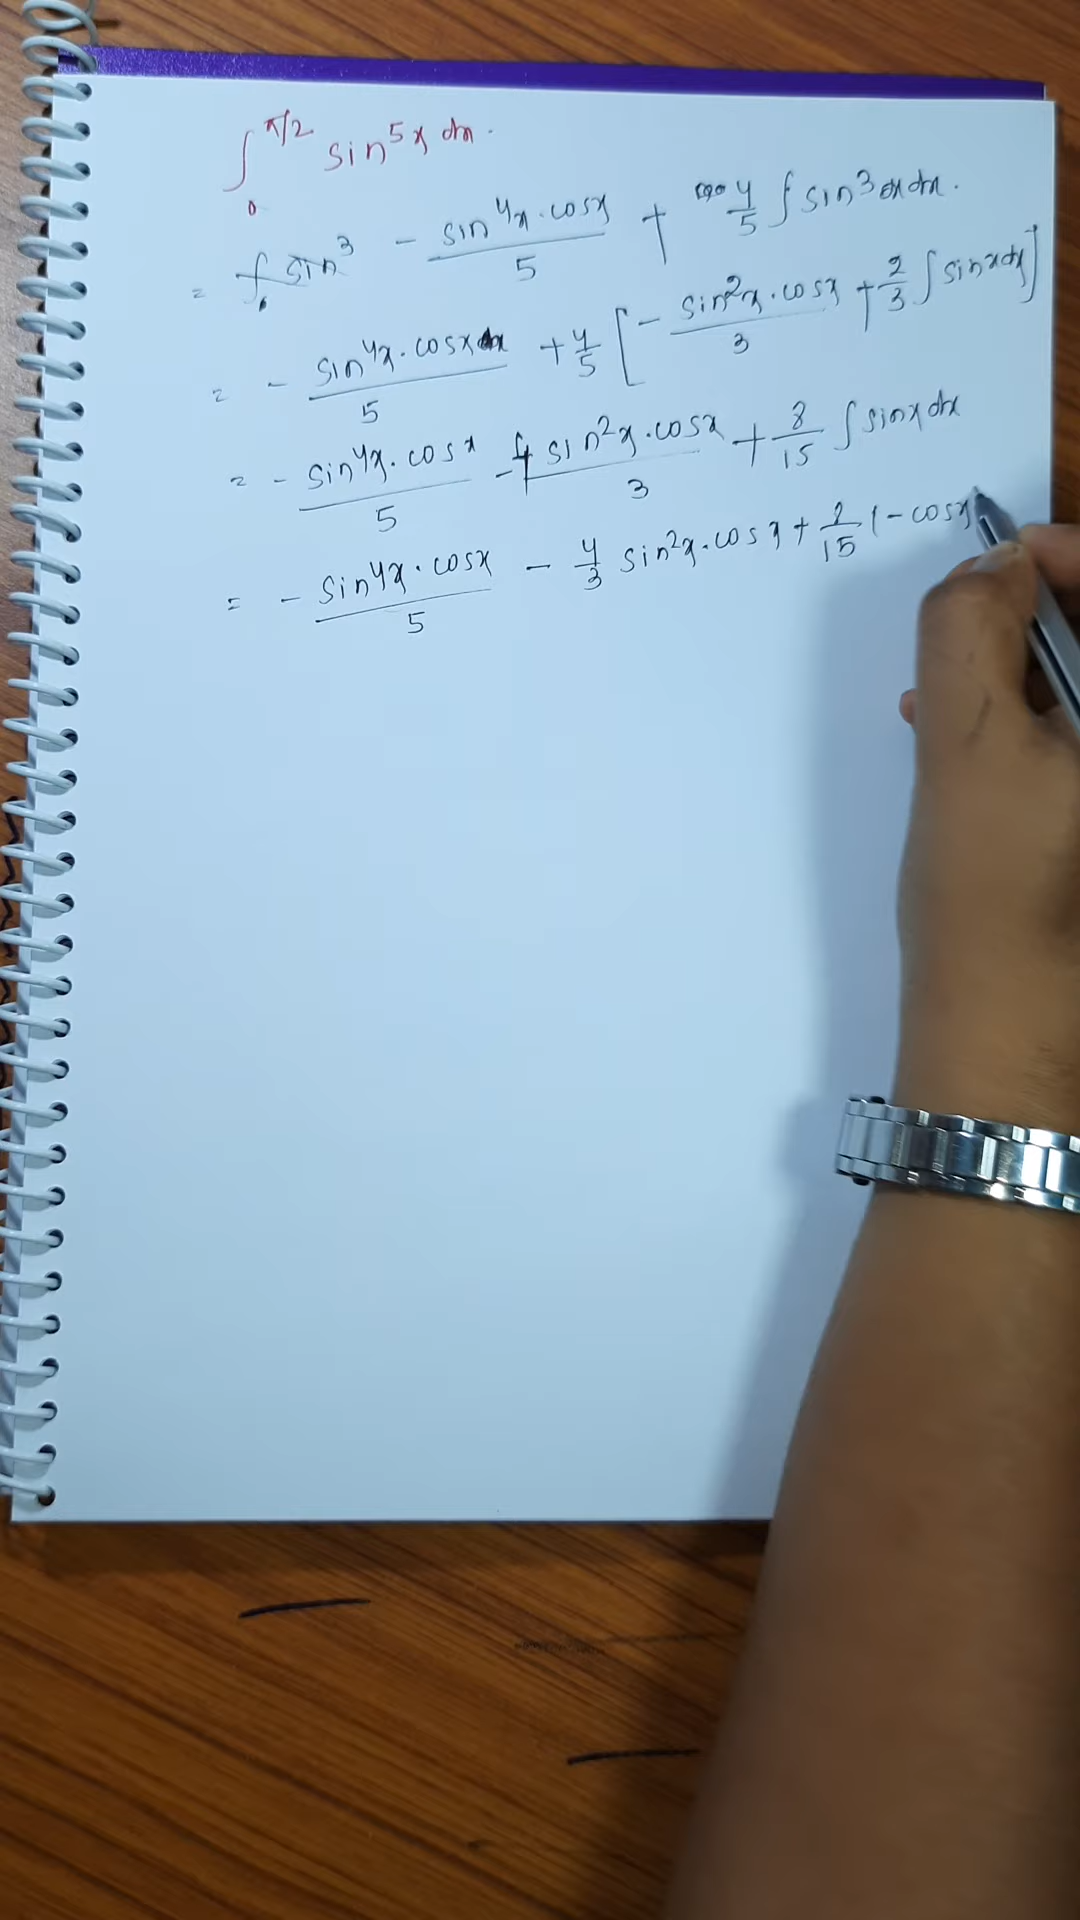 ∫₀^π/2 sin⁵x dx.
= ∫ sin³ - sin⁴x·cosx/5 + 4/5 ∫ sin³x dx.
= - sin⁴x·cosx/5 + 4/5 [- sin²x·cosx/3 + 2/3 ∫ sinx dx]
= - sin⁴x·cosx/5 - 4 sin²x·cosx/3 + 8/15 ∫ sinx dx
= - sin⁴x·cosx/5 - 4/3 sin²x·cosx + 8/15 (-cosx